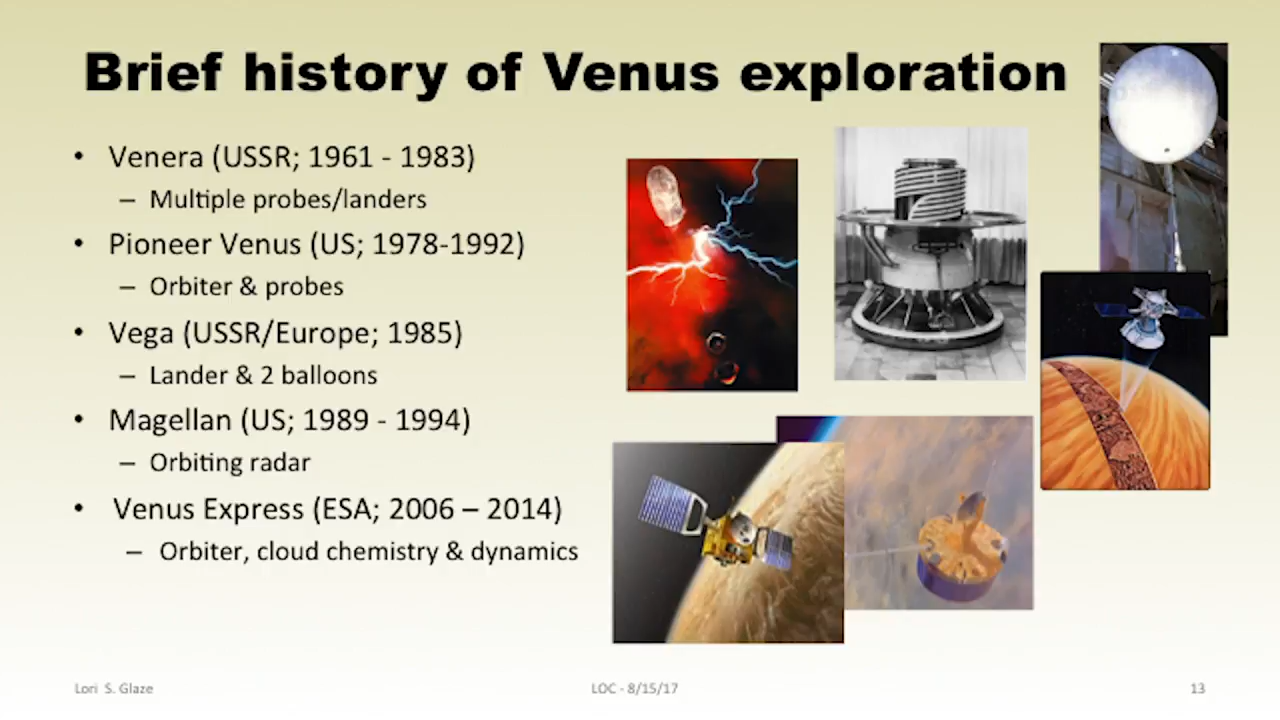 Brief history of Venus exploration
• Venera (USSR; 1961 - 1983)
– Multiple probes/landers
• Pioneer Venus (US; 1978-1992)
– Orbiter & probes
• Vega (USSR/Europe; 1985)
– Lander & 2 balloons
• Magellan (US; 1989 - 1994)
– Orbiting radar
• Venus Express (ESA; 2006 – 2014)
– Orbiter, cloud chemistry & dynamics
Lori S. Glaze
LOC - 8/15/17
13